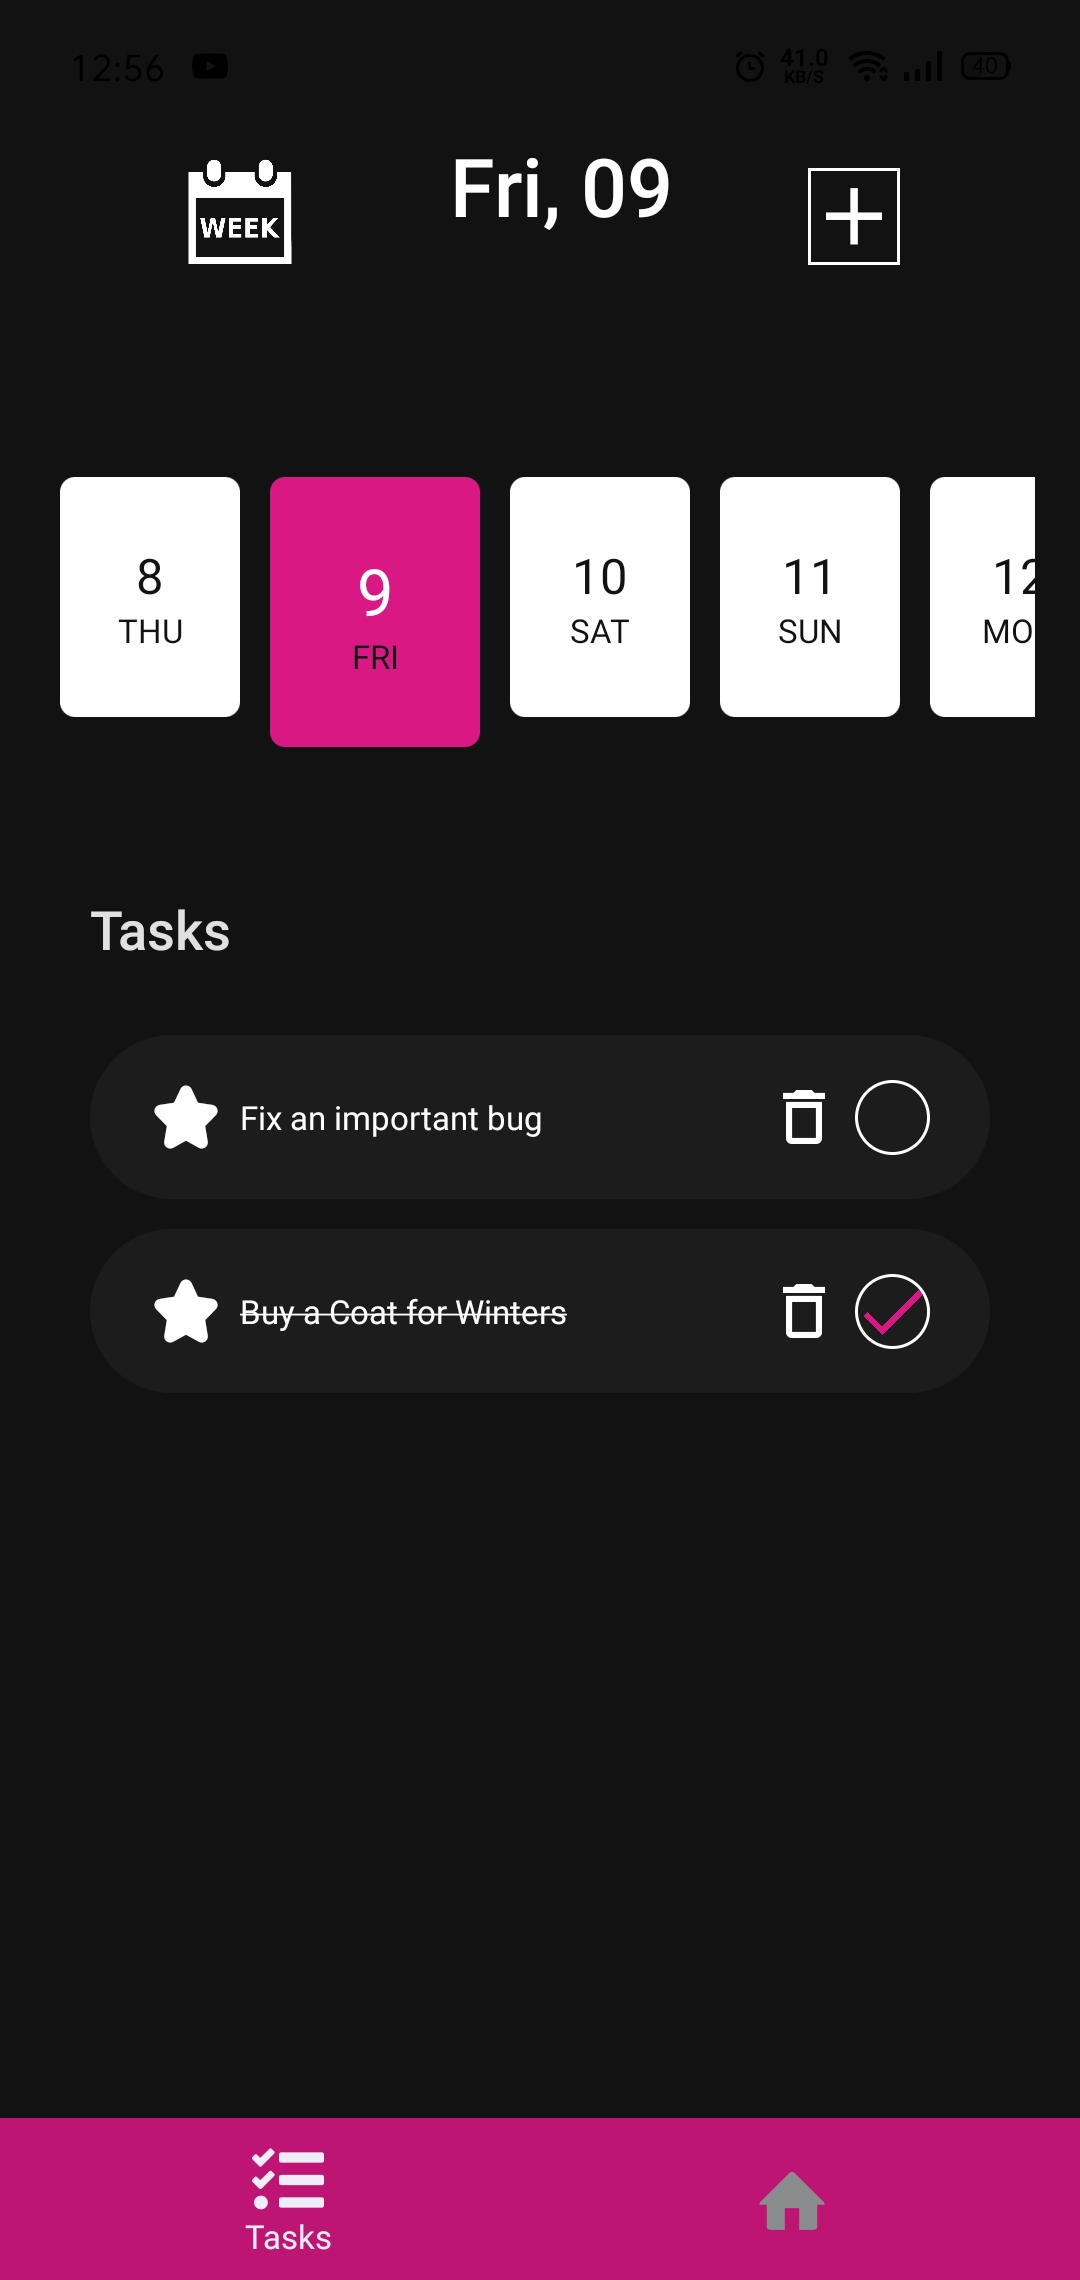 12:56 41.0 KB/S 40
WEEK Fri, 09
8 9 10 11 12
THU FRI SAT SUN MO
Tasks
Fix an important bug
Buy a Coat for Winters
Tasks